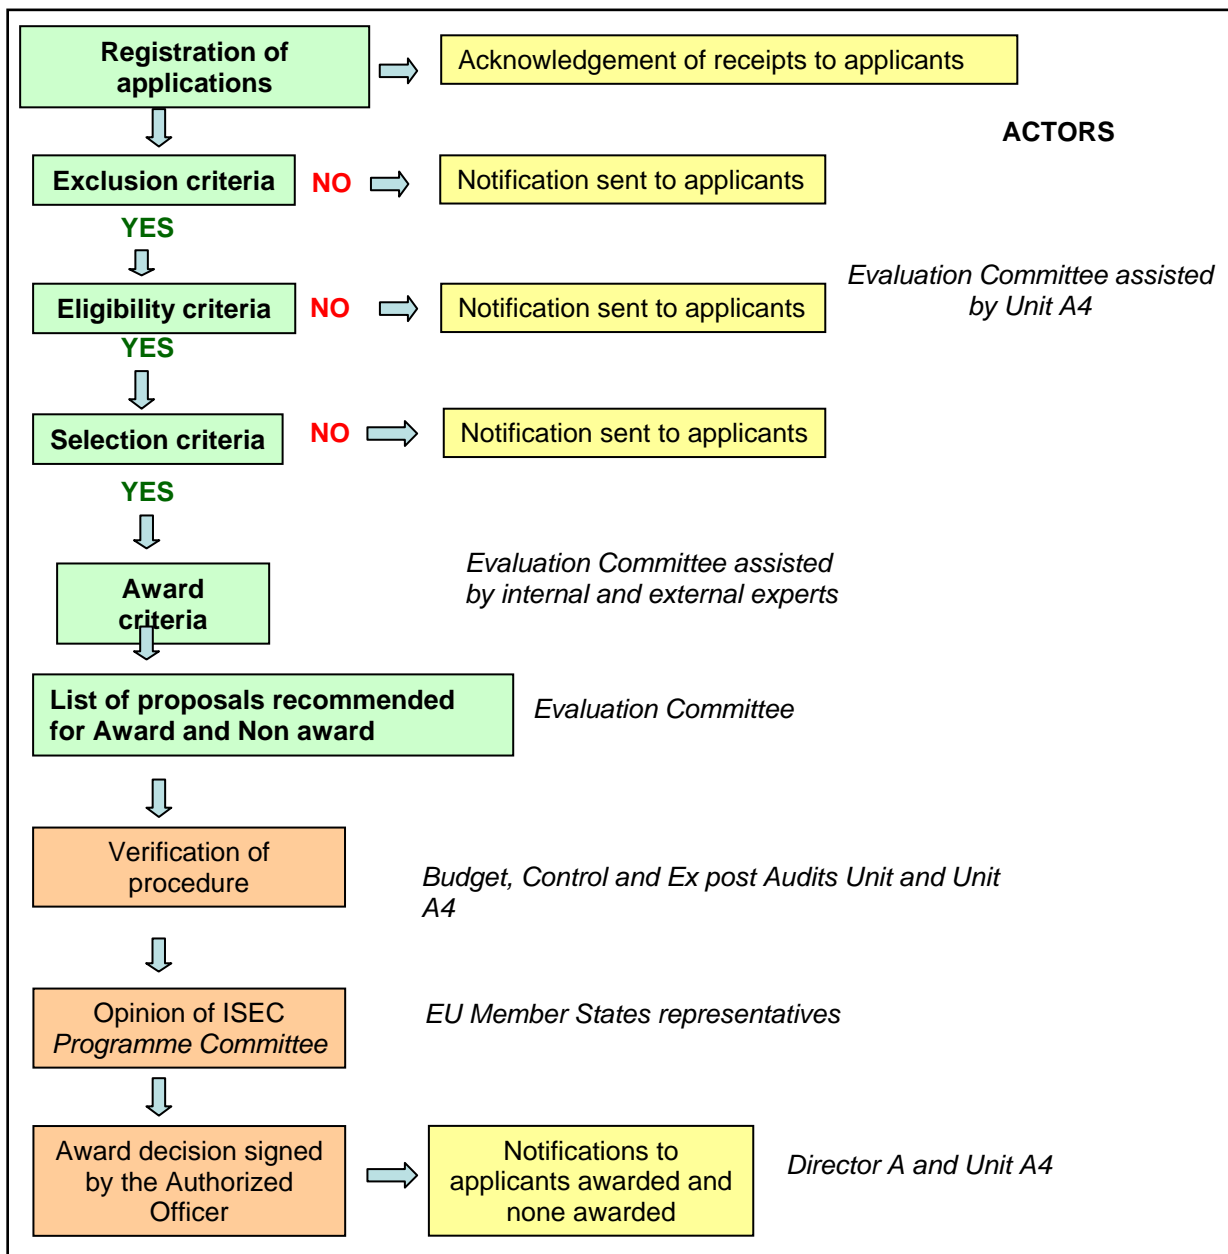 Registration of
applications
Acknowledgement of receipts to applicants
ACTORS
Exclusion criteria
NO
Notification sent to applicants
YES
Evaluation Committee assisted
by Unit A4
Eligibility criteria
NO
Notification sent to applicants
YES
Selection criteria
NO
Notification sent to applicants
YES
Award
criteria
Evaluation Committee assisted
by internal and external experts
List of proposals recommended
for Award and Non award
Evaluation Committee
Verification of
procedure
Budget, Control and Ex post Audits Unit and Unit
A4
Opinion of ISEC
Programme Committee
EU Member States representatives
Award decision signed
by the Authorized
Officer
Notifications to
applicants awarded and
none awarded
Director A and Unit A4